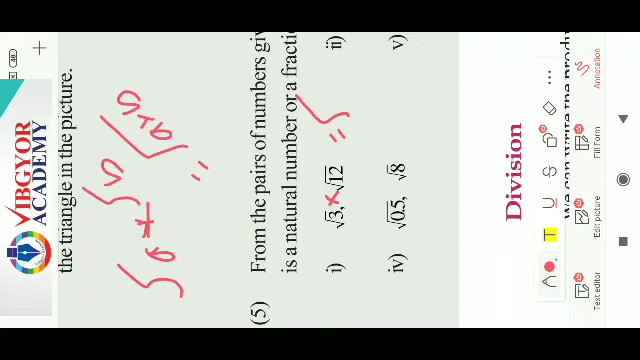 VIBGYOR
ACADEMY
the triangle in the picture.
√a × √b = √a×b
(5) From the pairs of numbers giv
is a natural number or a fracti
i) √3, × √12 = √ ii)
iv) √0.5, √8 v)
Division
We can write the produ
Text editor
Edit picture
Fill Form
Annotation
A T U S
48